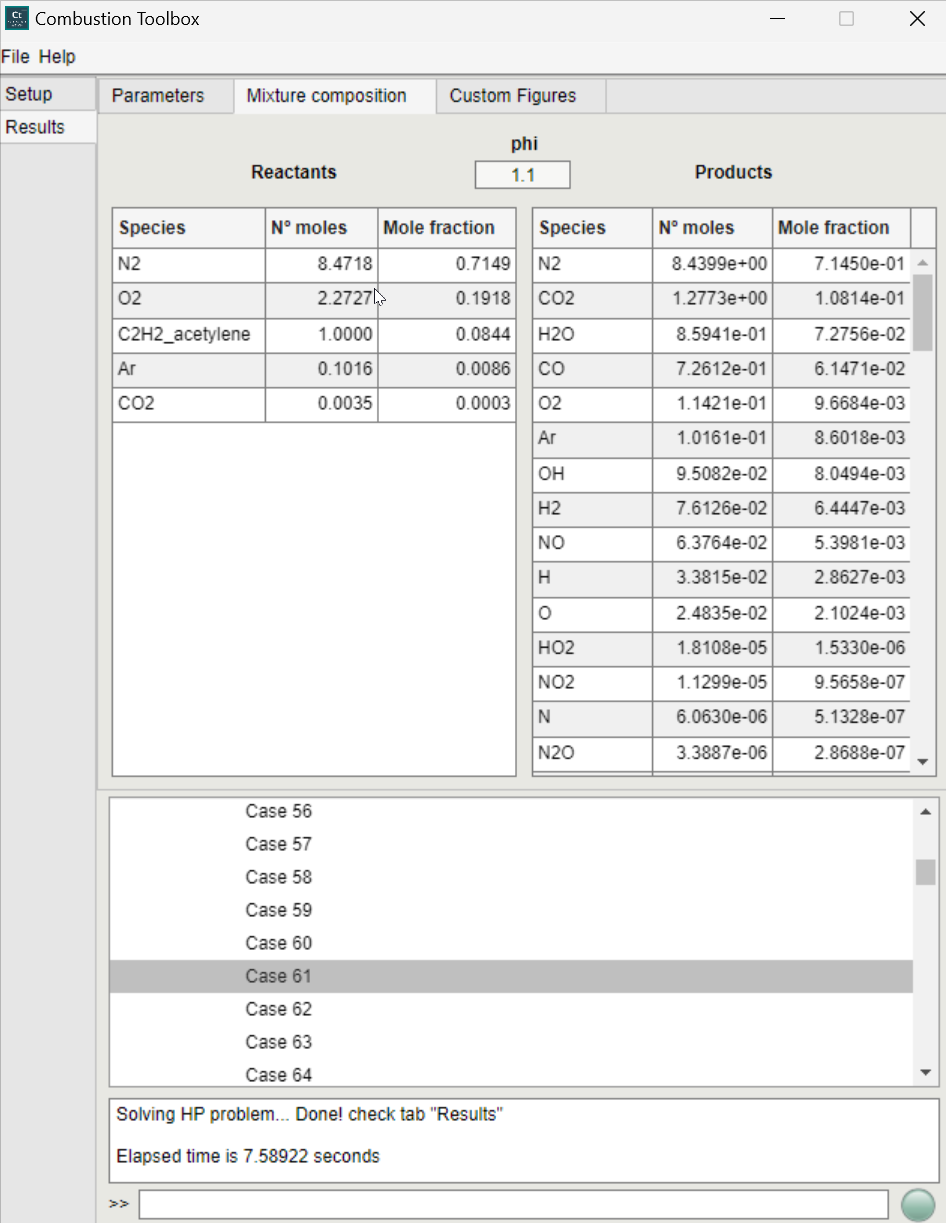 Ct
Combustion Toolbox
File Help
Setup
Results
Parameters Mixture composition Custom Figures
phi
1.1
Reactants
Products
Species N° moles Mole fraction
N2 8.4718 0.7149
O2 2.2727 0.1918
C2H2_acetylene 1.0000 0.0844
Ar 0.1016 0.0086
CO2 0.0035 0.0003
Species N° moles Mole fraction
N2 8.4399e+00 7.1450e-01
CO2 1.2773e+00 1.0814e-01
H2O 8.5941e-01 7.2756e-02
CO 7.2612e-01 6.1471e-02
O2 1.1421e-01 9.6684e-03
Ar 1.0161e-01 8.6018e-03
OH 9.5082e-02 8.0494e-03
H2 7.6126e-02 6.4447e-03
NO 6.3764e-02 5.3981e-03
H 3.3815e-02 2.8627e-03
O 2.4835e-02 2.1024e-03
HO2 1.8108e-05 1.5330e-06
NO2 1.1299e-05 9.5658e-07
N 6.0630e-06 5.1328e-07
N2O 3.3887e-06 2.8688e-07
Case 56
Case 57
Case 58
Case 59
Case 60
Case 61
Case 62
Case 63
Case 64
Solving HP problem... Done! check tab "Results"
Elapsed time is 7.58922 seconds
>>